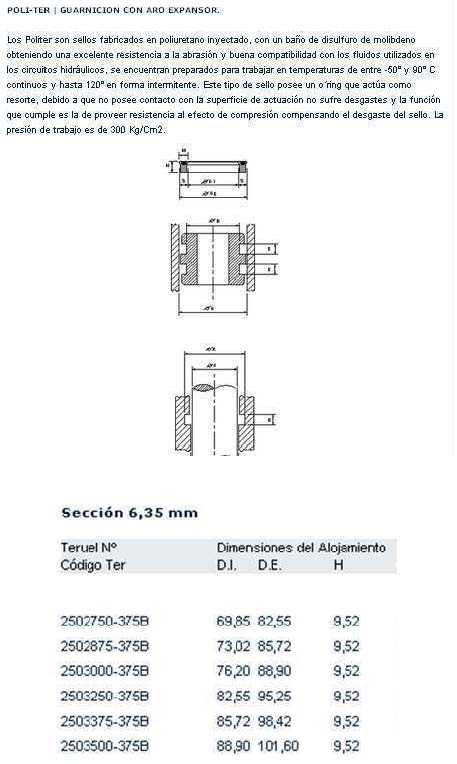 POLI-TER | GUARNICION CON ARO EXPANSOR.
Los Politer son sellos fabricados en poliuretano inyectado, con un baño de disulfuro de molibdeno
obteniendo una excelente resistencia a la abrasión y buena compatibilidad con los fluidos utilizados en
los circuitos hidráulicos, se encuentran preparados para trabajar en temperaturas de entre -50º y 90º C
continuos y hasta 120º en forma intermitente. Este tipo de sello posee un o´ring que actúa como
resorte, debido a que no posee contacto con la superficie de actuación no sufre desgastes y la función
que cumple es la de proveer resistencia al efecto de compresión compensando el desgaste del sello. La
presión de trabajo es de 300 Kg/Cm2.
Sección 6,35 mm
Teruel Nº Dimensiones del Alojamiento
Código Ter D.I. D.E. H
2502750-375B 69,85 82,55 9,52
2502875-375B 73,02 85,72 9,52
2503000-375B 76,20 88,90 9,52
2503250-375B 82,55 95,25 9,52
2503375-375B 85,72 98,42 9,52
2503500-375B 88,90 101,60 9,52